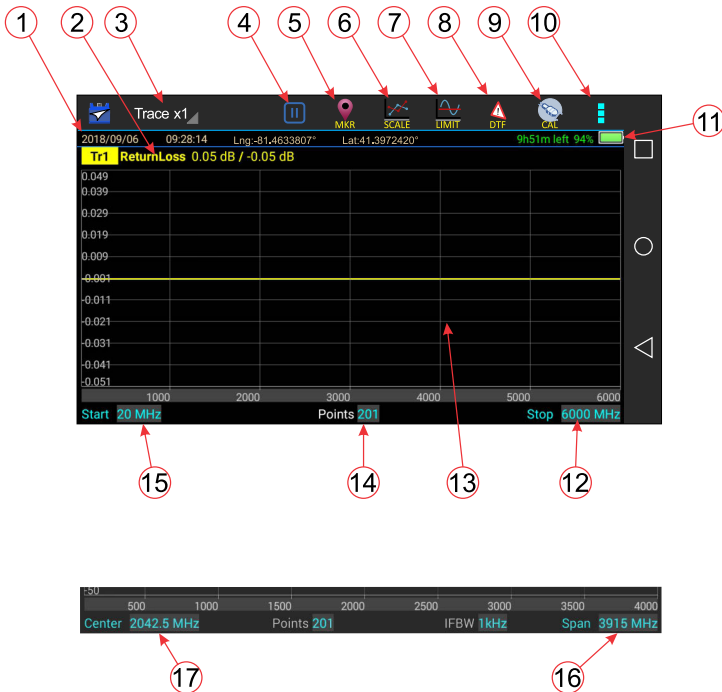 1 2 3 4 5 6 7 8 9 10
Trace x1 MKR SCALE LIMIT DTF CAL
11
2018/09/06 09:28:14 Lng:-81.4633807° Lat:41.3972420° 9h51m left 94%
Tr1 ReturnLoss 0.05 dB / -0.05 dB
0.049
0.039
0.029
0.019
0.009
-0.001
-0.011
-0.021
-0.031
-0.041
-0.051
1000 2000 3000 4000 5000 6000
Start 20 MHz Points 201 Stop 6000 MHz
15 14 13 12
-50
500 1000 1500 2000 2500 3000 3500 4000
Center 2042.5 MHz Points 201 IFBW 1kHz Span 3915 MHz
17 16